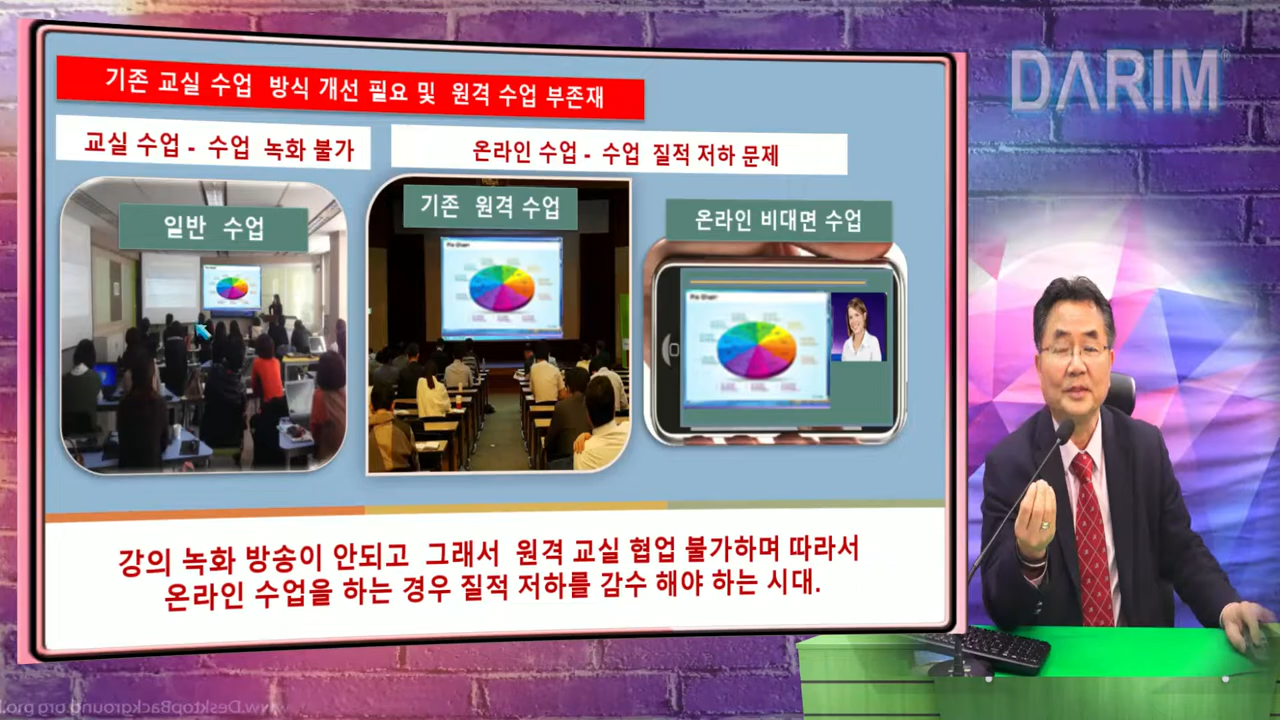 기존 교실 수업 방식 개선 필요 및 원격 수업 부존재
DARIM®
교실 수업 - 수업 녹화 불가
온라인 수업 - 수업 질적 저하 문제
일반 수업
기존 원격 수업
온라인 비대면 수업
강의 녹화 방송이 안되고 그래서 원격 교실 협업 불가하며 따라서
온라인 수업을 하는 경우 질적 저하를 감수 해야 하는 시대.
www.DesktopBackground.org